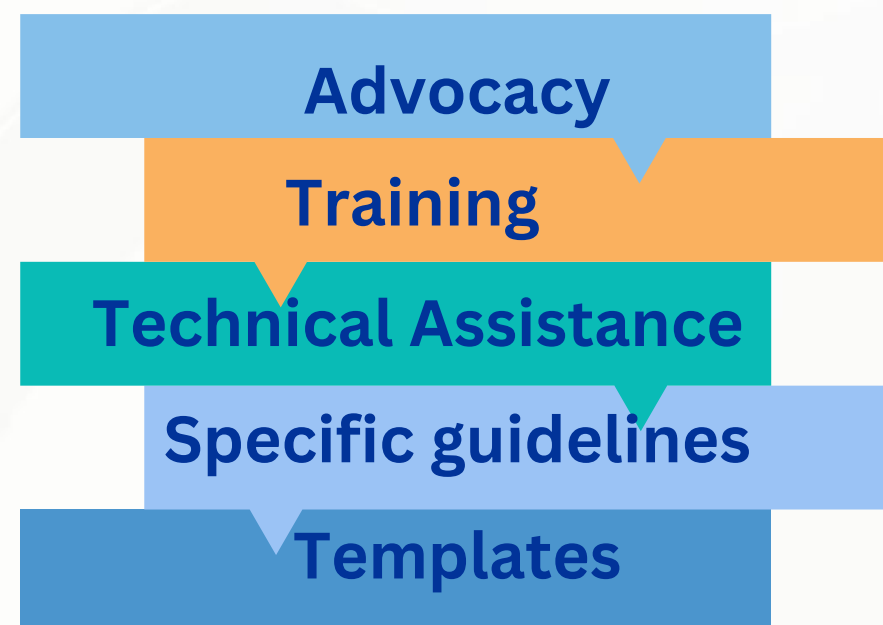 Advocacy
Training
Technical Assistance
Specific guidelines
Templates